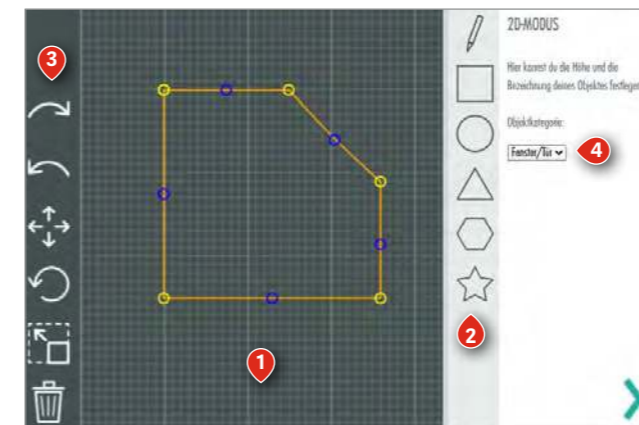 3
2D-MODUS
Hier kannst du die Höhe und die
Bezeichnung deines Objektes festlegen
Objektkategorie:
4
Fenster/Tür
2
1